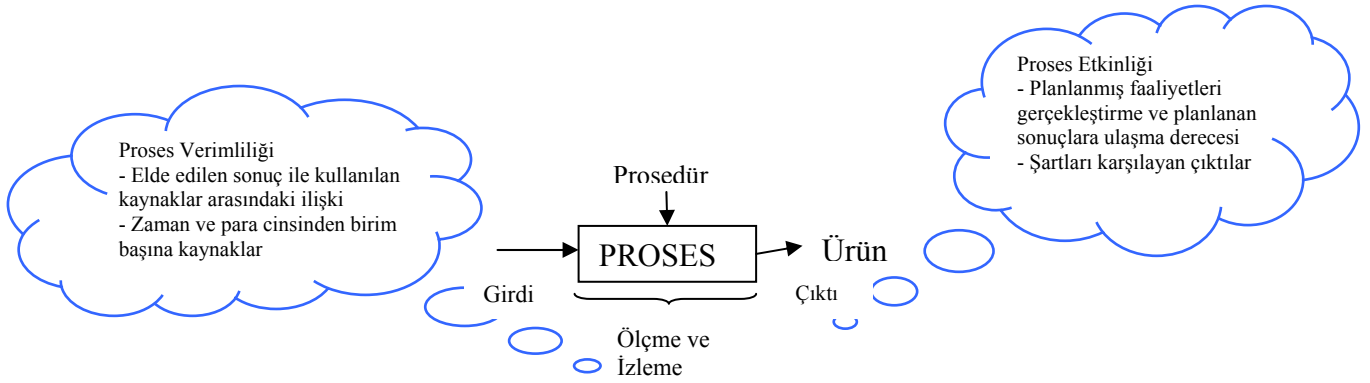 Proses Verimliliği
- Elde edilen sonuç ile kullanılan
kaynaklar arasındaki ilişki
- Zaman ve para cinsinden birim
başına kaynaklar
Proses Etkinliği
- Planlanmış faaliyetleri
gerçekleştirme ve planlanan
sonuçlara ulaşma derecesi
- Şartları karşılayan çıktılar
Prosedür
PROSES
Ürün
Girdi
Çıktı
Ölçme ve
İzleme